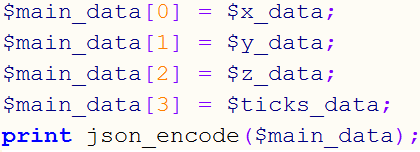 $main_data[0] = $x_data;
$main_data[1] = $y_data;
$main_data[2] = $z_data;
$main_data[3] = $ticks_data;
print json_encode($main_data);